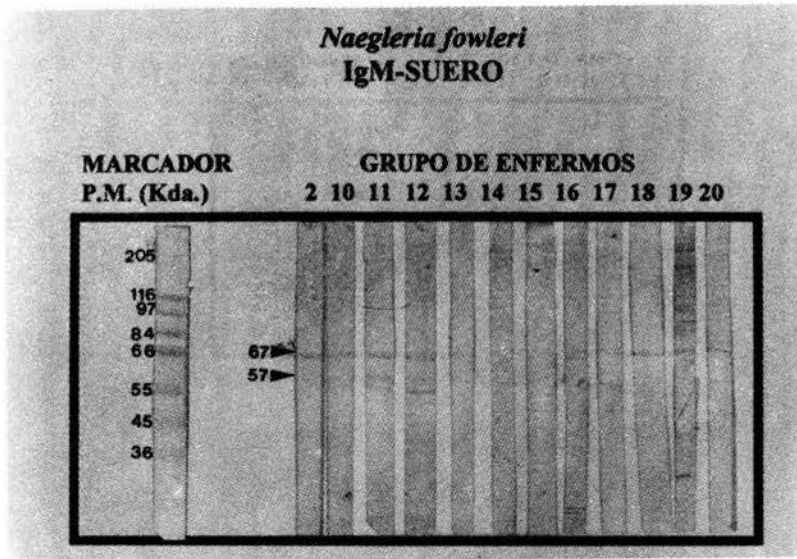 Naegleria fowleri
IgM-SUERO
MARCADOR GRUPO DE ENFERMOS
P.M. (Kda.) 2 10 11 12 13 14 15 16 17 18 19 20
205
116
97
84
66
67
57
55
45
36